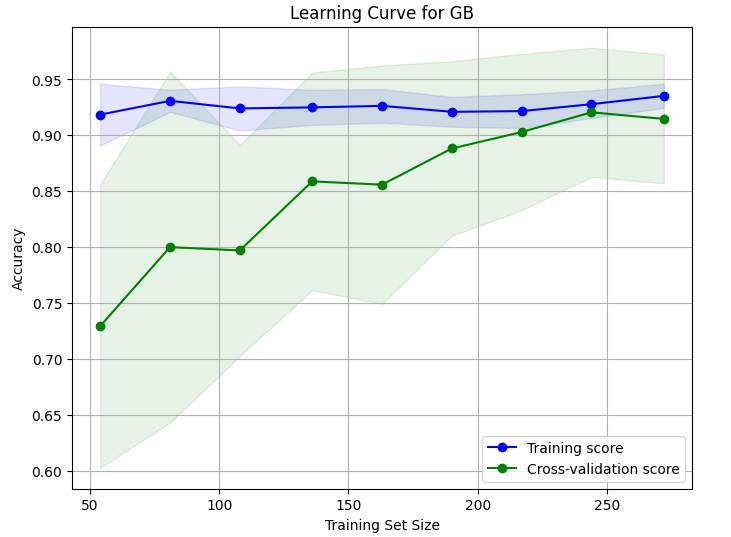 Learning Curve for GB
0.95
0.90
0.85
0.80
0.75
0.70
0.65
0.60
Accuracy
50
100
150
200
250
Training Set Size
Training score
Cross-validation score